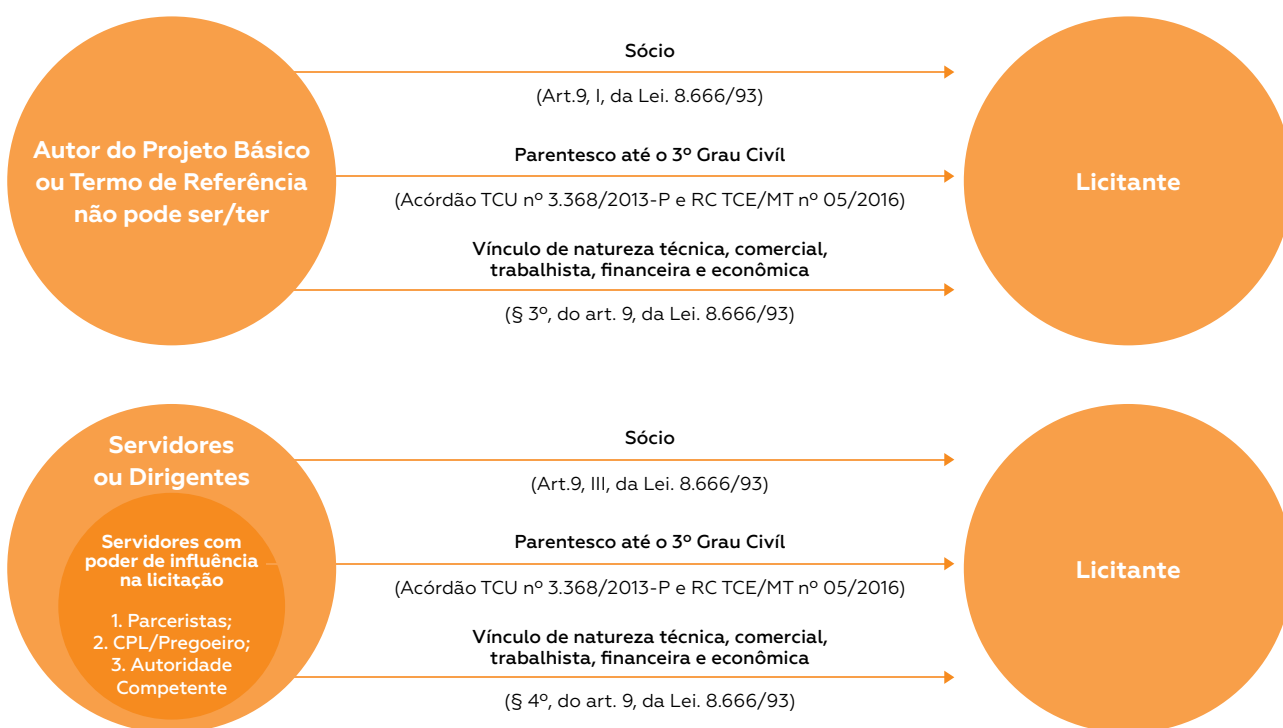 Autor do Projeto Básico
ou Termo de Referência
não pode ser/ter
Sócio
(Art.9, I, da Lei. 8.666/93)
Parentesco até o 3º Grau Civíl
(Acórdão TCU nº 3.368/2013-P e RC TCE/MT nº 05/2016)
Vínculo de natureza técnica, comercial,
trabalhista, financeira e econômica
(§ 3º, do art. 9, da Lei. 8.666/93)
Licitante
Servidores
ou Dirigentes
Servidores com
poder de influência
na licitação
1. Parceristas;
2. CPL/Pregoeiro;
3. Autoridade
Competente
Sócio
(Art.9, III, da Lei. 8.666/93)
Parentesco até o 3º Grau Civíl
(Acórdão TCU nº 3.368/2013-P e RC TCE/MT nº 05/2016)
Vínculo de natureza técnica, comercial,
trabalhista, financeira e econômica
(§ 4º, do art. 9, da Lei. 8.666/93)
Licitante